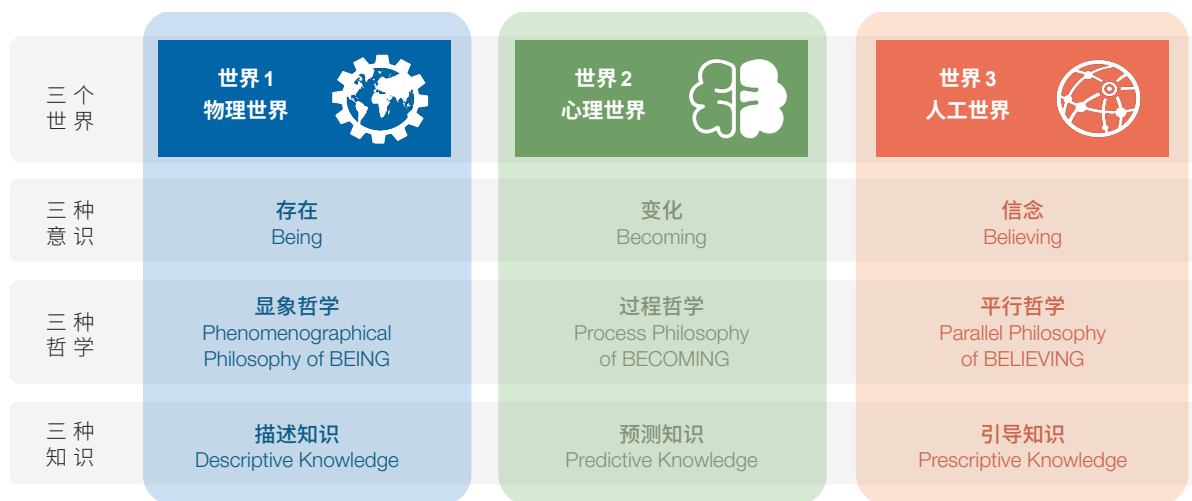 三个
世界
世界 1
物理世界
世界 2
心理世界
世界 3
人工世界
三种
意识
存在
Being
变化
Becoming
信念
Believing
三种
哲学
显象哲学
Phenomenographical
Philosophy of BEING
过程哲学
Process Philosophy
of BECOMING
平行哲学
Parallel Philosophy
of BELIEVING
三种
知识
描述知识
Descriptive Knowledge
预测知识
Predictive Knowledge
引导知识
Prescriptive Knowledge